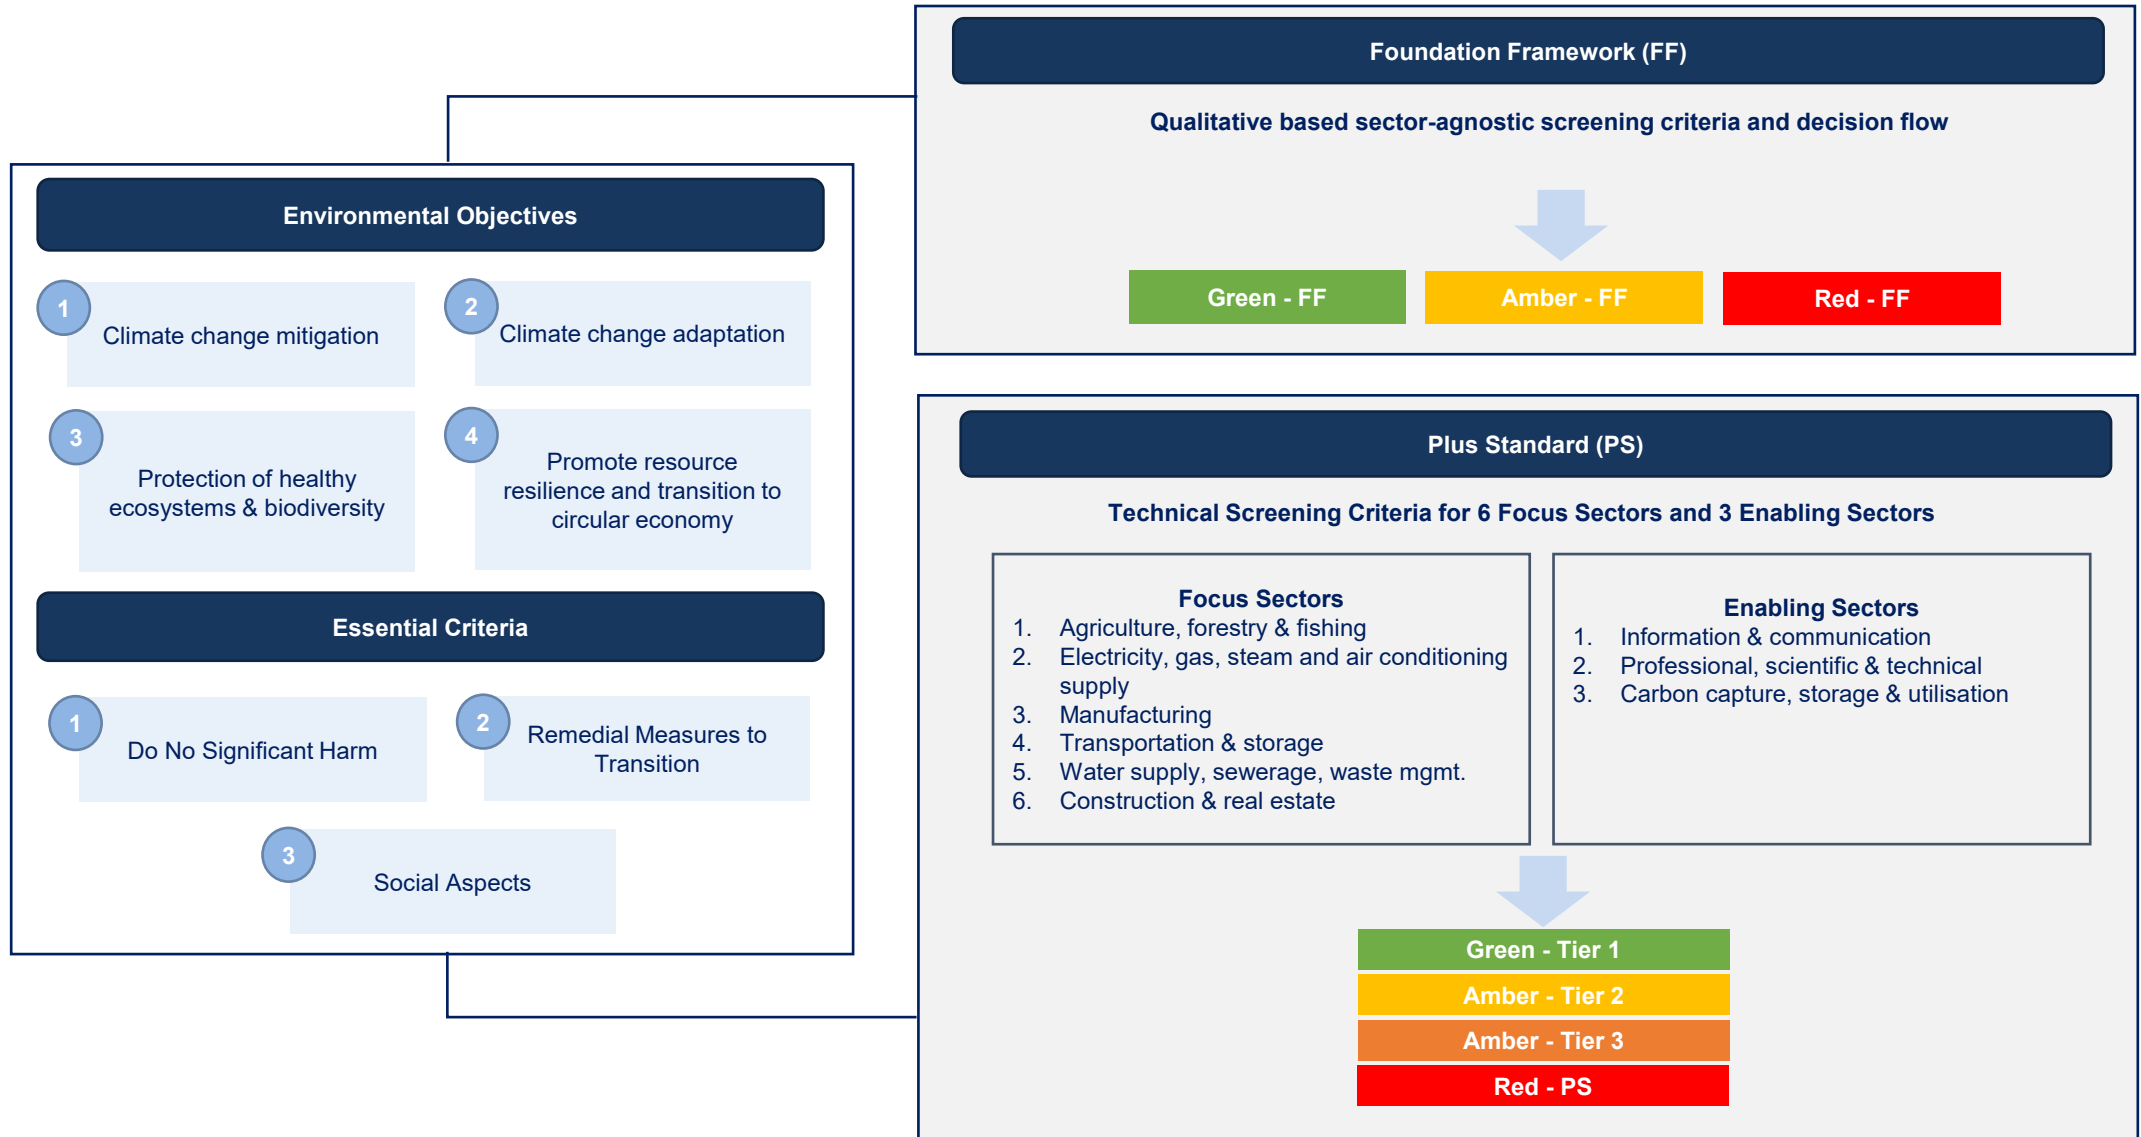 Foundation Framework (FF)
Qualitative based sector-agnostic screening criteria and decision flow
Green - FF
Amber - FF
Red - FF
Environmental Objectives
1
Climate change mitigation
2
Climate change adaptation
3
Protection of healthy
ecosystems & biodiversity
4
Promote resource
resilience and transition to
circular economy
Essential Criteria
1
Do No Significant Harm
2
Remedial Measures to
Transition
3
Social Aspects
Plus Standard (PS)
Technical Screening Criteria for 6 Focus Sectors and 3 Enabling Sectors
Focus Sectors
1. Agriculture, forestry & fishing
2. Electricity, gas, steam and air conditioning
supply
3. Manufacturing
4. Transportation & storage
5. Water supply, sewerage, waste mgmt.
6. Construction & real estate
Enabling Sectors
1. Information & communication
2. Professional, scientific & technical
3. Carbon capture, storage & utilisation
Green - Tier 1
Amber - Tier 2
Amber - Tier 3
Red - PS